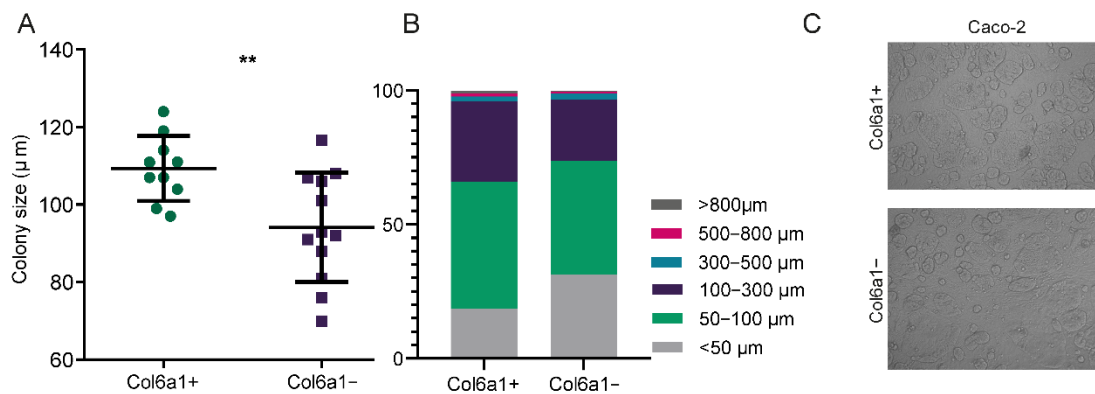 A
B
C
140
120
100
80
60
Colony size (μm)
**
Col6a1+
Col6a1−
100
50
0
Col6a1+
Col6a1−
>800μm
500−800 μm
300−500 μm
100−300 μm
50−100 μm
<50 μm
Caco-2
Col6a1+
Col6a1−